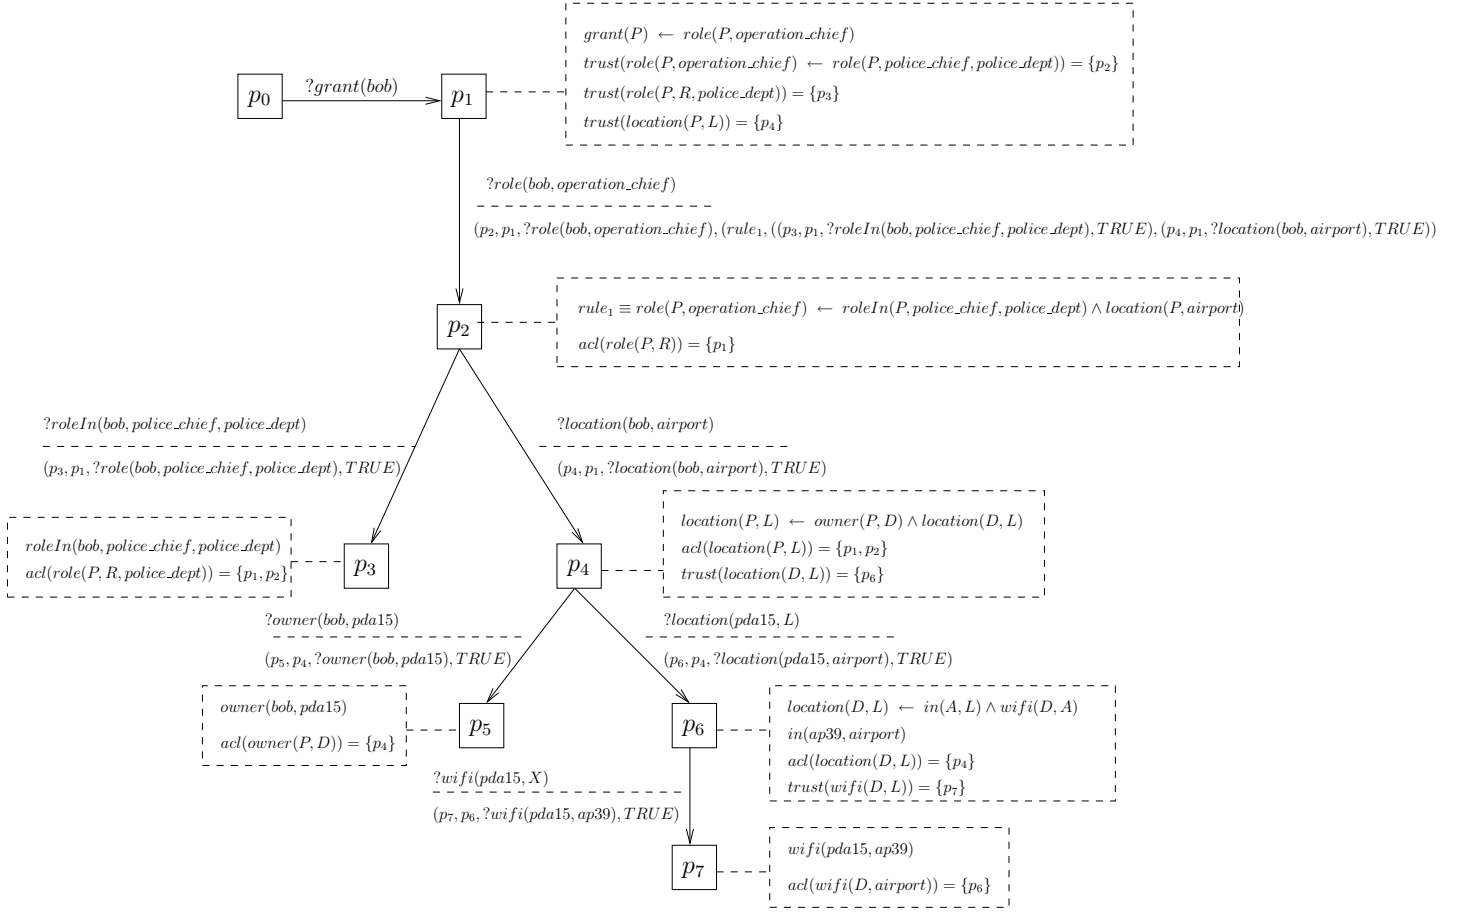 grant(P) ← role(P, operation_chief)
trust(role(P, operation_chief) ← role(P, police_chief, police_dept)) = {p2}
trust(role(P, R, police_dept)) = {p3}
trust(location(P, L)) = {p4}
p0
?grant(bob)
p1
?role(bob, operation_chief)
(p2, p1, ?role(bob, operation_chief), (rule1, ((p3, p1, ?roleIn(bob, police_chief, police_dept), TRUE), (p4, p1, ?location(bob, airport), TRUE))
p2
rule1 ≡ role(P, operation_chief) ← roleIn(P, police_chief, police_dept) ∧ location(P, airport)
acl(role(P, R)) = {p1}
?roleIn(bob, police_chief, police_dept)
(p3, p1, ?role(bob, police_chief, police_dept), TRUE)
?location(bob, airport)
(p4, p1, ?location(bob, airport), TRUE)
roleIn(bob, police_chief, police_dept)
acl(role(P, R, police_dept)) = {p1, p2}
p3
p4
location(P, L) ← owner(P, D) ∧ location(D, L)
acl(location(P, L)) = {p1, p2}
trust(location(D, L)) = {p6}
?owner(bob, pda15)
(p5, p4, ?owner(bob, pda15), TRUE)
?location(pda15, L)
(p6, p4, ?location(pda15, airport), TRUE)
owner(bob, pda15)
acl(owner(P, D)) = {p4}
p5
p6
location(D, L) ← in(A, L) ∧ wifi(D, A)
in(ap39, airport)
acl(location(D, L)) = {p4}
trust(wifi(D, L)) = {p7}
?wifi(pda15, X)
(p7, p6, ?wifi(pda15, ap39), TRUE)
p7
wifi(pda15, ap39)
acl(wifi(D, airport)) = {p6}